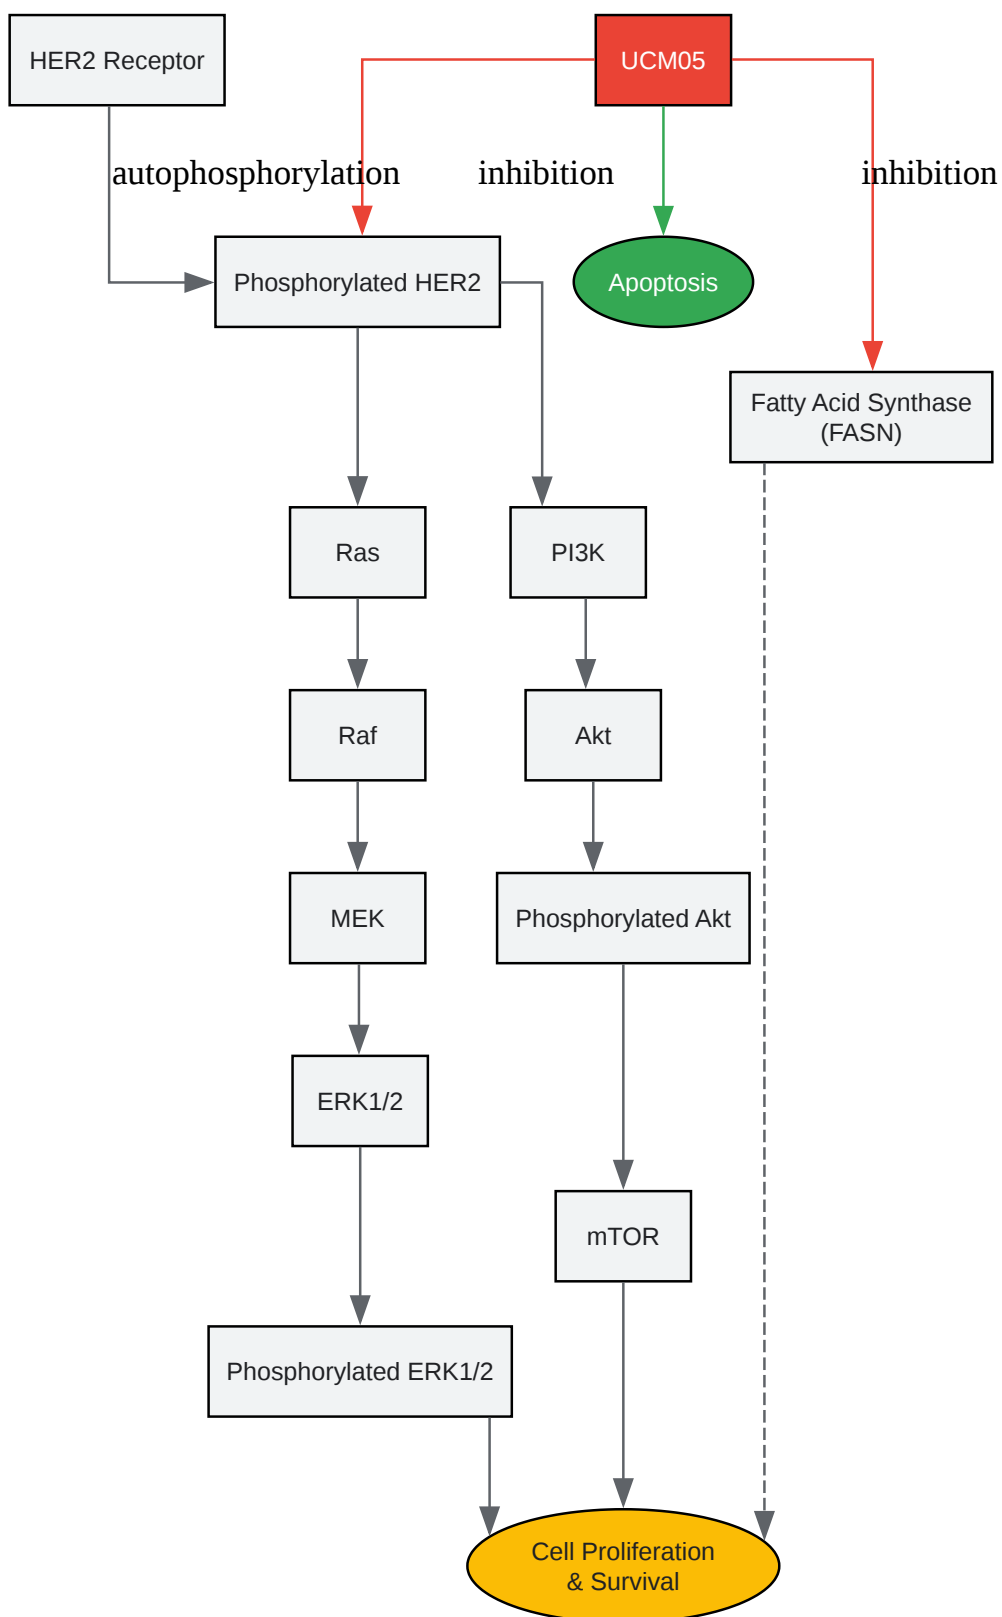 HER2 Receptor
UCM05
autophosphorylation
inhibition
inhibition
Phosphorylated HER2
Apoptosis
Fatty Acid Synthase
(FASN)
Ras
PI3K
Raf
Akt
MEK
Phosphorylated Akt
ERK1/2
mTOR
Phosphorylated ERK1/2
Cell Proliferation
& Survival